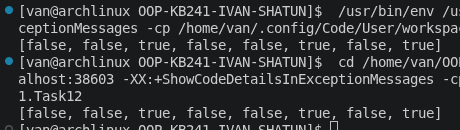 [van@archlinux OOP-KB241-IVAN-SHATUN]$ /usr/bin/env /us
ceptionMessages -cp /home/van/.config/Code/User/workspa
[false, false, true, false, false, false, false, true]
[van@archlinux OOP-KB241-IVAN-SHATUN]$ cd /home/van/OOP
alhost:38603 -XX:+ShowCodeDetailsInExceptionMessages -cp
1.Task12
[false, false, true, false, true, true, false, true]
[van@archlinux OOP-KB241-IVAN-SHATUN]$